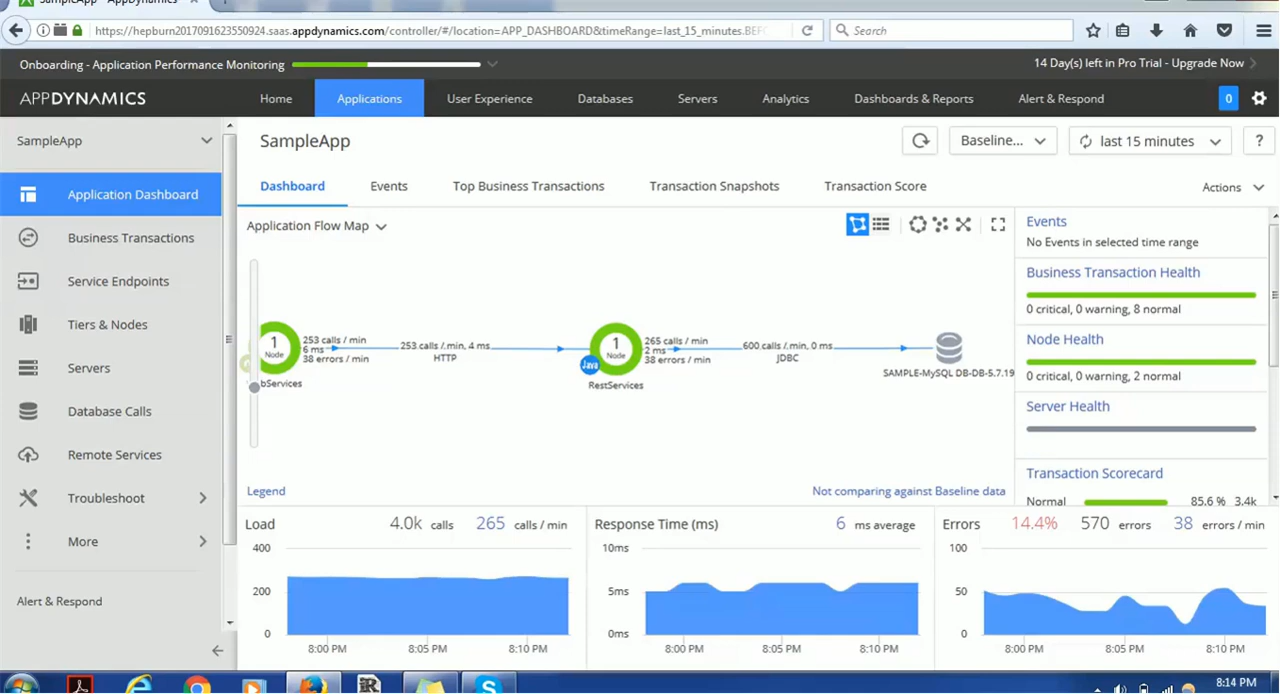 SampleApp - AppDynamics
https://hepburn2017091623550924.saas.appdynamics.com/controller/#/location=APP_DASHBOARD&timeRange=last_15_minutes.BEF
Search
Onboarding - Application Performance Monitoring
14 Day(s) left in Pro Trial - Upgrade Now
APPDYNAMICS
Home
Applications
User Experience
Databases
Servers
Analytics
Dashboards & Reports
Alert & Respond
0
SampleApp
Application Dashboard
Business Transactions
Service Endpoints
Tiers & Nodes
Servers
Database Calls
Remote Services
Troubleshoot
More
Alert & Respond
SampleApp
Baseline...
last 15 minutes
?
Dashboard
Events
Top Business Transactions
Transaction Snapshots
Transaction Score
Actions
Application Flow Map
1
Node
253 calls / min
6 ms
38 errors / min
bServices
253 calls /.min, 4 ms
HTTP
1
Node
Java
RestServices
265 calls / min
2 ms
38 errors / min
600 calls /.min, 0 ms
JDBC
SAMPLE-MySQL DB-DB-5.7.19
Legend
Not comparing against Baseline data
Events
No Events in selected time range
Business Transaction Health
0 critical, 0 warning, 8 normal
Node Health
0 critical, 0 warning, 2 normal
Server Health
Transaction Scorecard
Normal 85.6 % 3.4k
Load 4.0k calls 265 calls / min
400
200
0
8:00 PM 8:05 PM 8:10 PM
Response Time (ms) 6 ms average
10ms
5ms
0ms
8:00 PM 8:05 PM 8:10 PM
Errors 14.4% 570 errors 38 errors / min
100
50
0
8:00 PM 8:05 PM 8:10 PM
8:14 PM